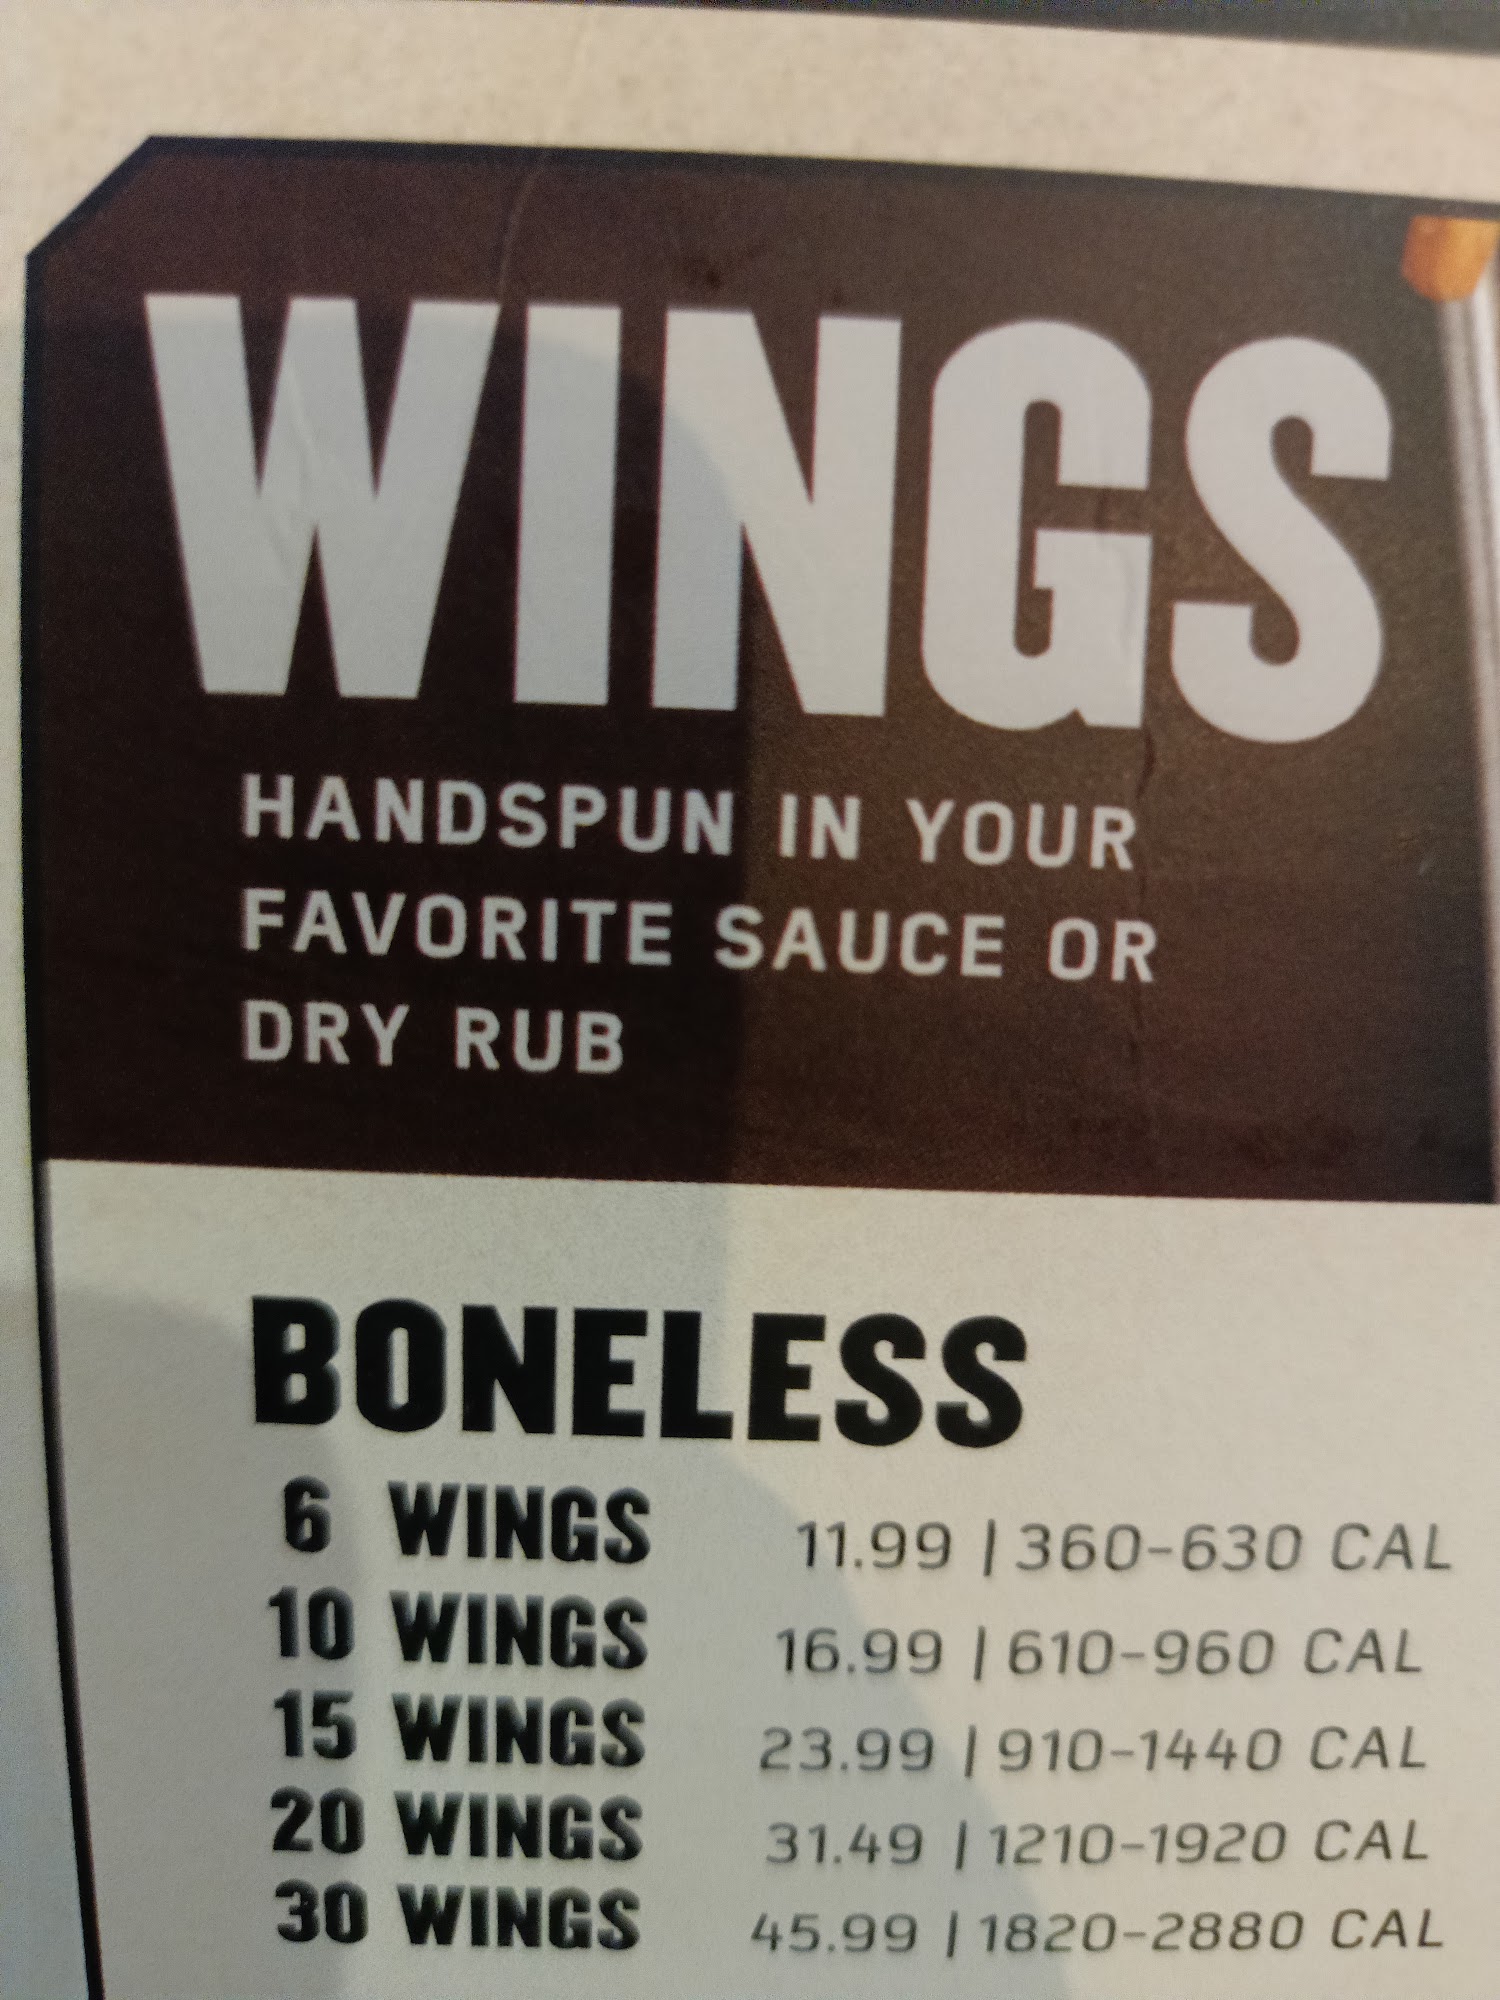 WINGS
HANDSPUN IN YOUR
FAVORITE SAUCE OR
DRY RUB
BONELESS
6 WINGS 11.99 | 360-630 CAL
10 WINGS 16.99 | 610-960 CAL
15 WINGS 23.99 | 910-1440 CAL
20 WINGS 31.49 | 1210-1920 CAL
30 WINGS 45.99 | 1820-2880 CAL